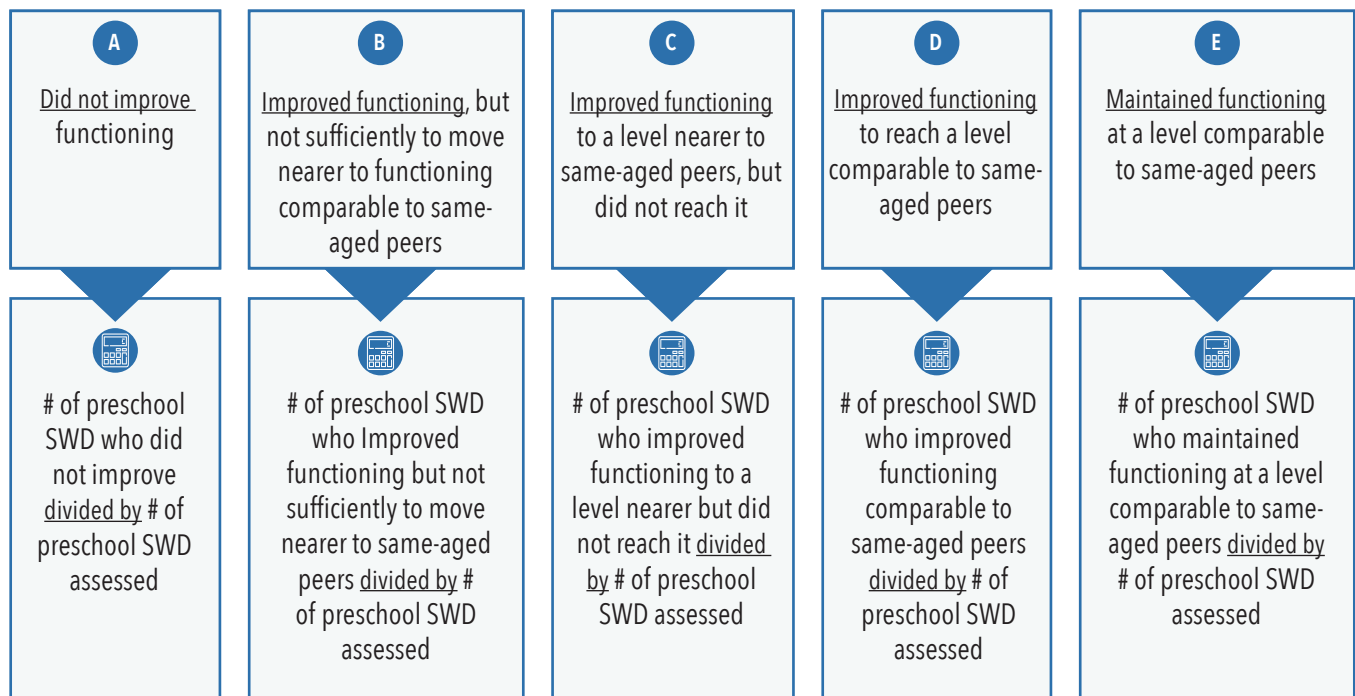 A
Did not improve
functioning
B
Improved functioning, but
not sufficiently to move
nearer to functioning
comparable to same-
aged peers
C
Improved functioning
to a level nearer to
same-aged peers, but
did not reach it
D
Improved functioning
to reach a level
comparable to same-
aged peers
E
Maintained functioning
at a level comparable
to same-aged peers
# of preschool
SWD who did
not improve
divided by # of
preschool SWD
assessed
# of preschool SWD
who Improved
functioning but not
sufficiently to move
nearer to same-aged
peers divided by #
of preschool SWD
assessed
# of preschool SWD
who improved
functioning to a
level nearer but did
not reach it divided
by # of preschool
SWD assessed
# of preschool SWD
who improved
functioning
comparable to
same-aged peers
divided by # of
preschool SWD
assessed
# of preschool SWD
who maintained
functioning at a level
comparable to same-
aged peers divided by
# of preschool SWD
assessed